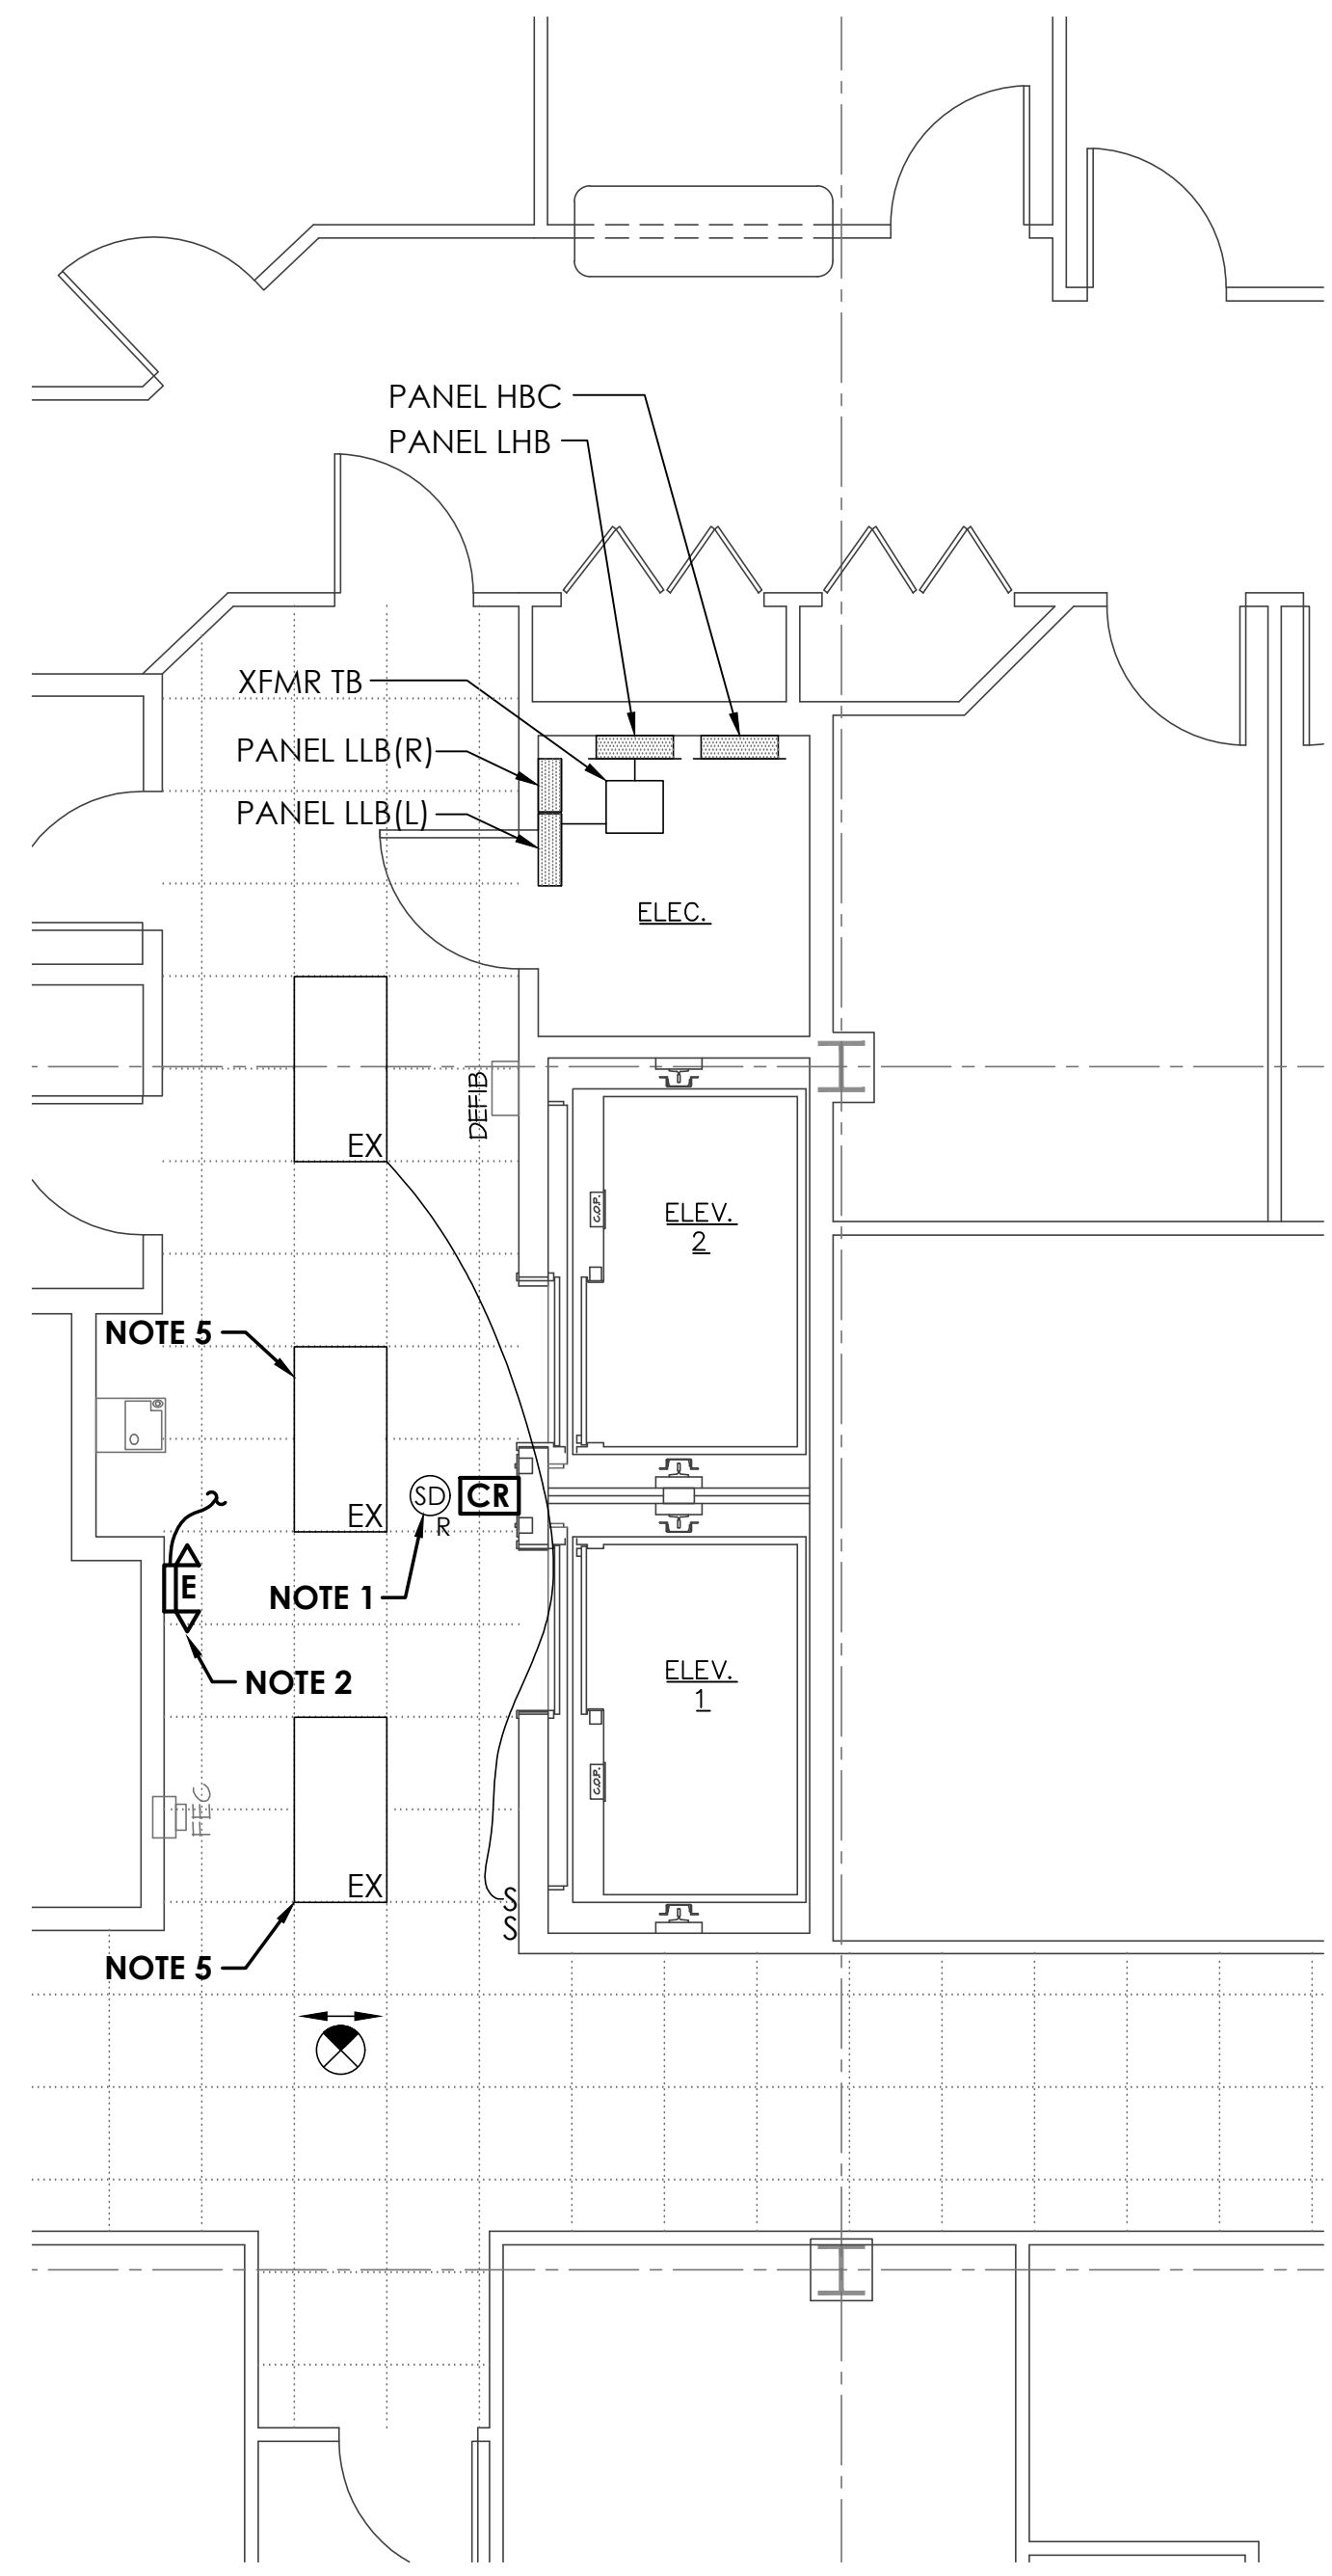 PANEL HBC
PANEL LHB
XFMR TB
PANEL LLB(R)
PANEL LLB(L)
ELEC.
DEFIB
EX
C.O.P.
ELEV.
2
NOTE 5
SD
R
CR
EX
E
NOTE 1
NOTE 2
ELEV.
1
C.O.P.
FEC
EX
S
S
NOTE 5